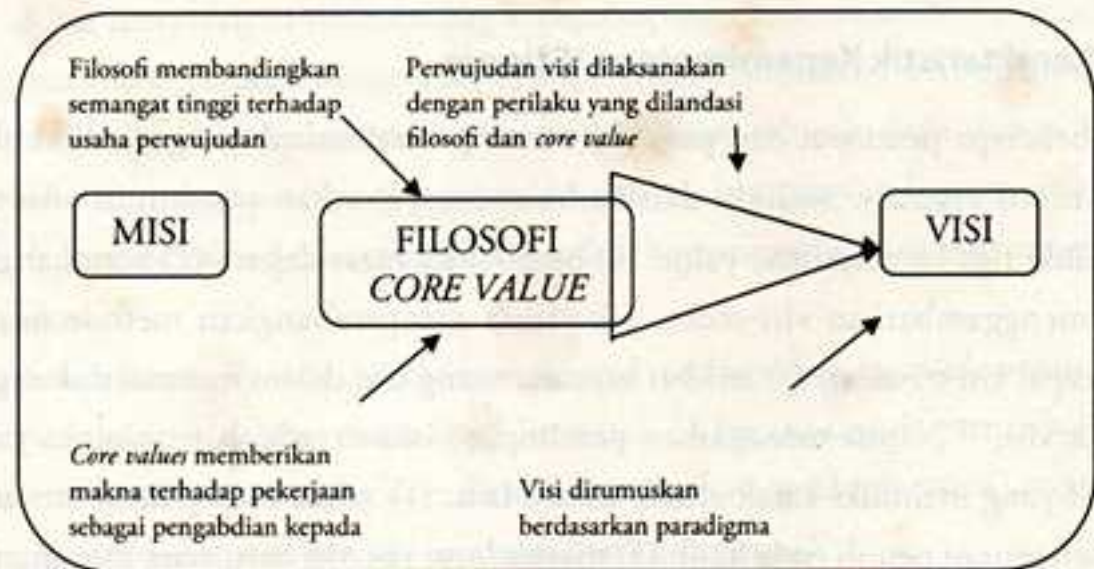 Filosofi membandingkan
semangat tinggi terhadap
usaha perwujudan
Perwujudan visi dilaksanakan
dengan perilaku yang dilandasi
filosofi dan core value
MISI
FILOSOFI
CORE VALUE
VISI
Core values memberikan
makna terhadap pekerjaan
sebagai pengabdian kepada
Visi dirumuskan
berdasarkan paradigma